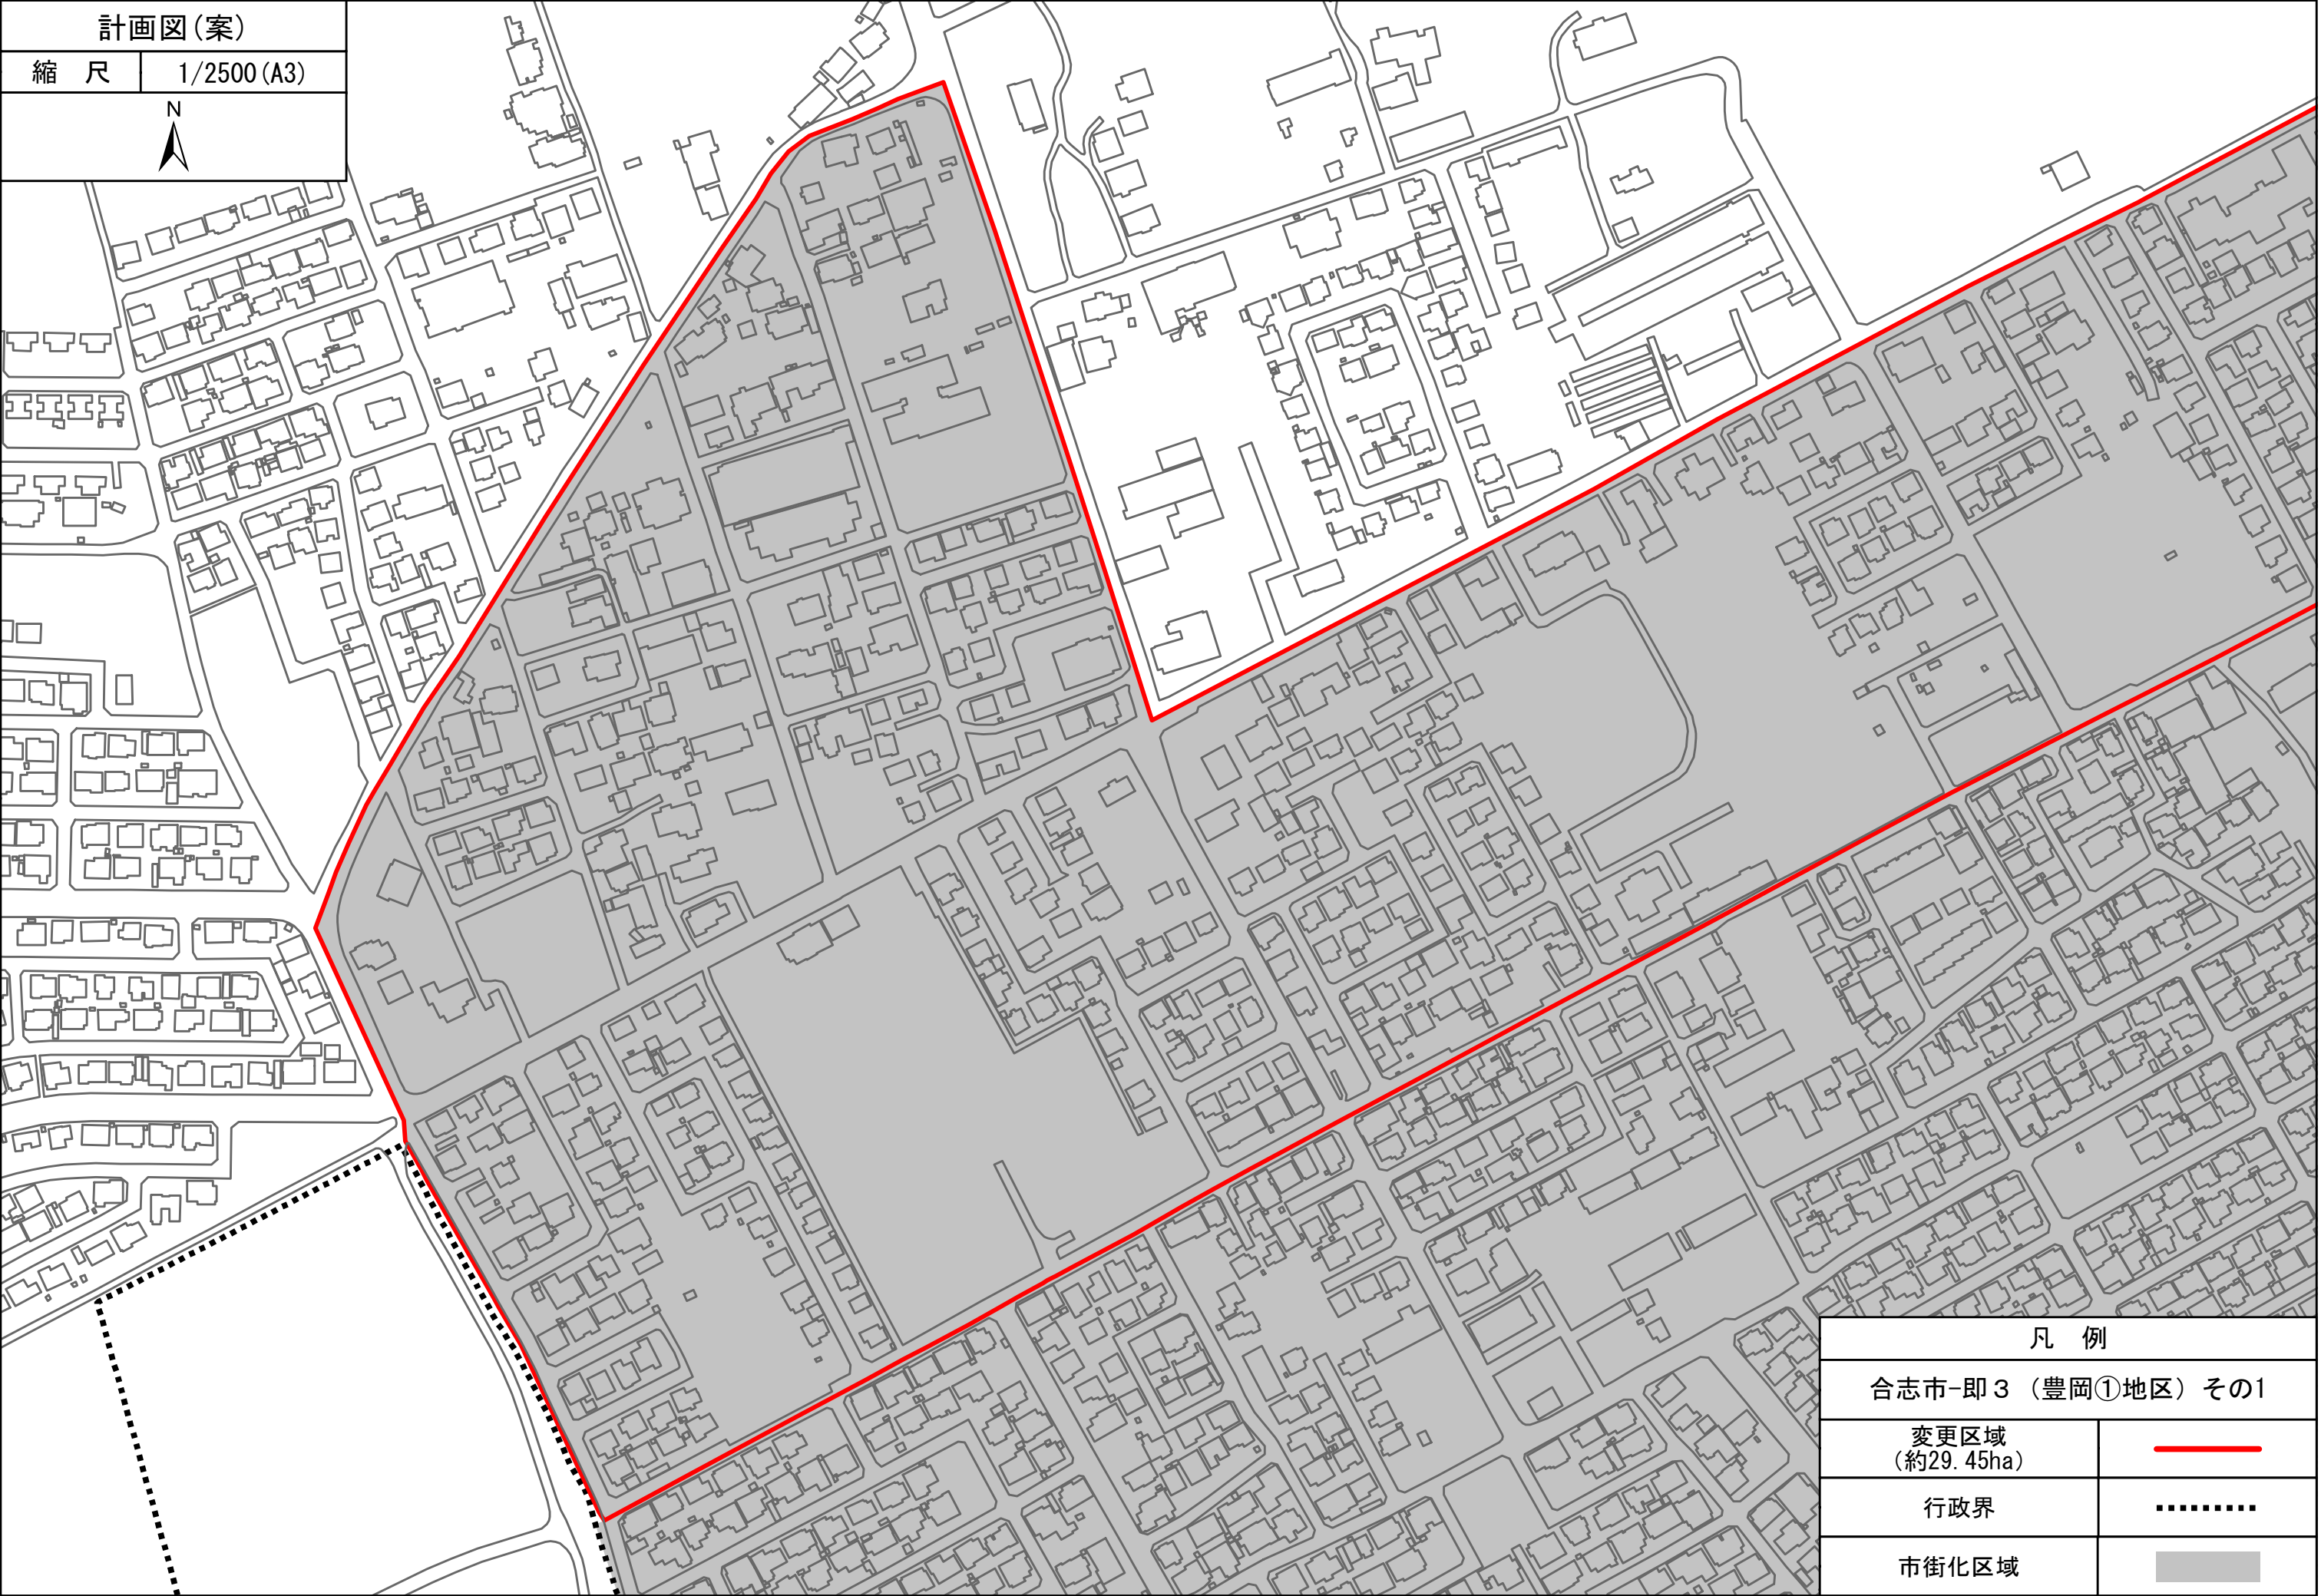 計画図(案)
縮 尺 1/2500(A3)
N
凡 例
合志市-即3（豊岡①地区）その1
変更区域
(約29.45ha)
行政界
市街化区域